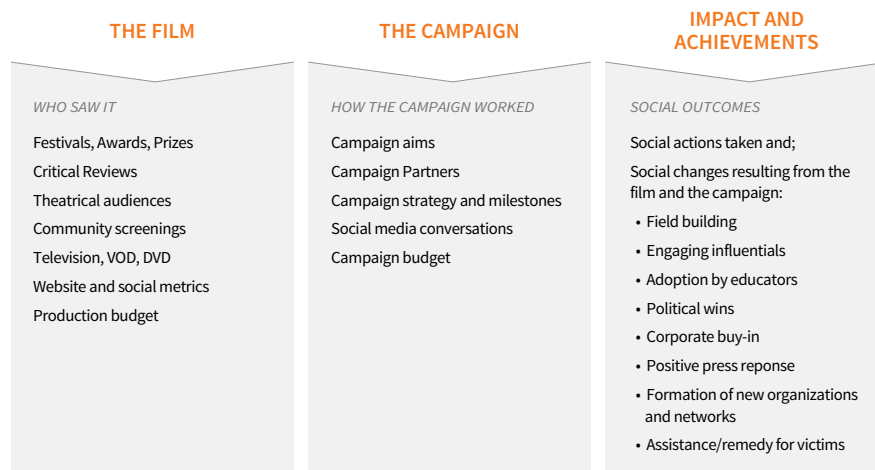 THE FILM
WHO SAW IT
Festivals, Awards, Prizes
Critical Reviews
Theatrical audiences
Community screenings
Television, VOD, DVD
Website and social metrics
Production budget
THE CAMPAIGN
HOW THE CAMPAIGN WORKED
Campaign aims
Campaign Partners
Campaign strategy and milestones
Social media conversations
Campaign budget
IMPACT AND
ACHIEVEMENTS
SOCIAL OUTCOMES
Social actions taken and;
Social changes resulting from the
film and the campaign:
• Field building
• Engaging influentials
• Adoption by educators
• Political wins
• Corporate buy-in
• Positive press reponse
• Formation of new organizations
and networks
• Assistance/remedy for victims